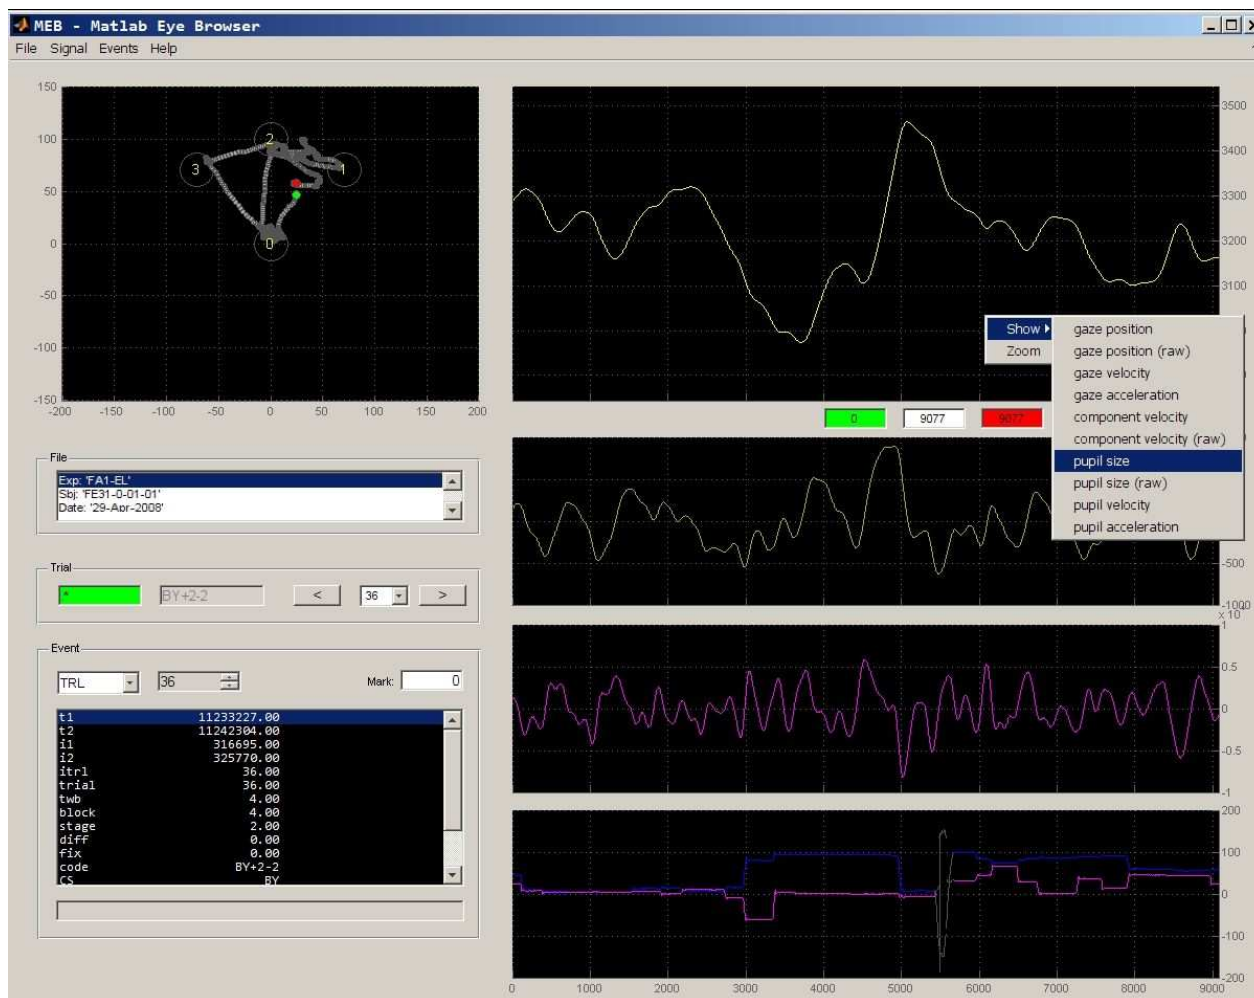 MEB - Matlab Eye Browser
File Signal Events Help
150
100
50
0
-50
-100
-150
-200 -150 -100 -50 0 50 100 150 200
2
3
1
0
3500
3400
3300
3200
3100
Show
Zoom
gaze position
gaze position (raw)
gaze velocity
gaze acceleration
component velocity
component velocity (raw)
pupil size
pupil size (raw)
pupil velocity
pupil acceleration
0 9077 9077
-500
-1000
File
Exp: 'FA1-EL'
Sbj: 'FE31-0-01-01'
Date: '29-Apr-2008'
Trial
* BY+2-2 < 36 >
Event
TRL 36 Mark: 0
t1 11233227.00
t2 11242304.00
i1 316695.00
i2 325770.00
itrl 36.00
trial 36.00
twb 4.00
block 4.00
stage 2.00
diff 0.00
fix 0.00
code BY+2-2
CS BY
1
0.5
0
-0.5
-1
200
100
0
-100
-200
0 1000 2000 3000 4000 5000 6000 7000 8000 9000